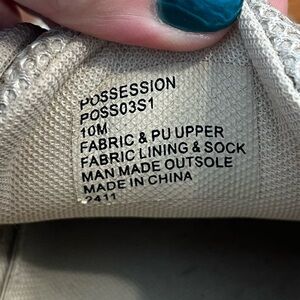 POSSESSION
POSS03S1
10M
FABRIC & PU UPPER
FABRIC LINING & SOCK
MAN MADE OUTSOLE
MADE IN CHINA
2411